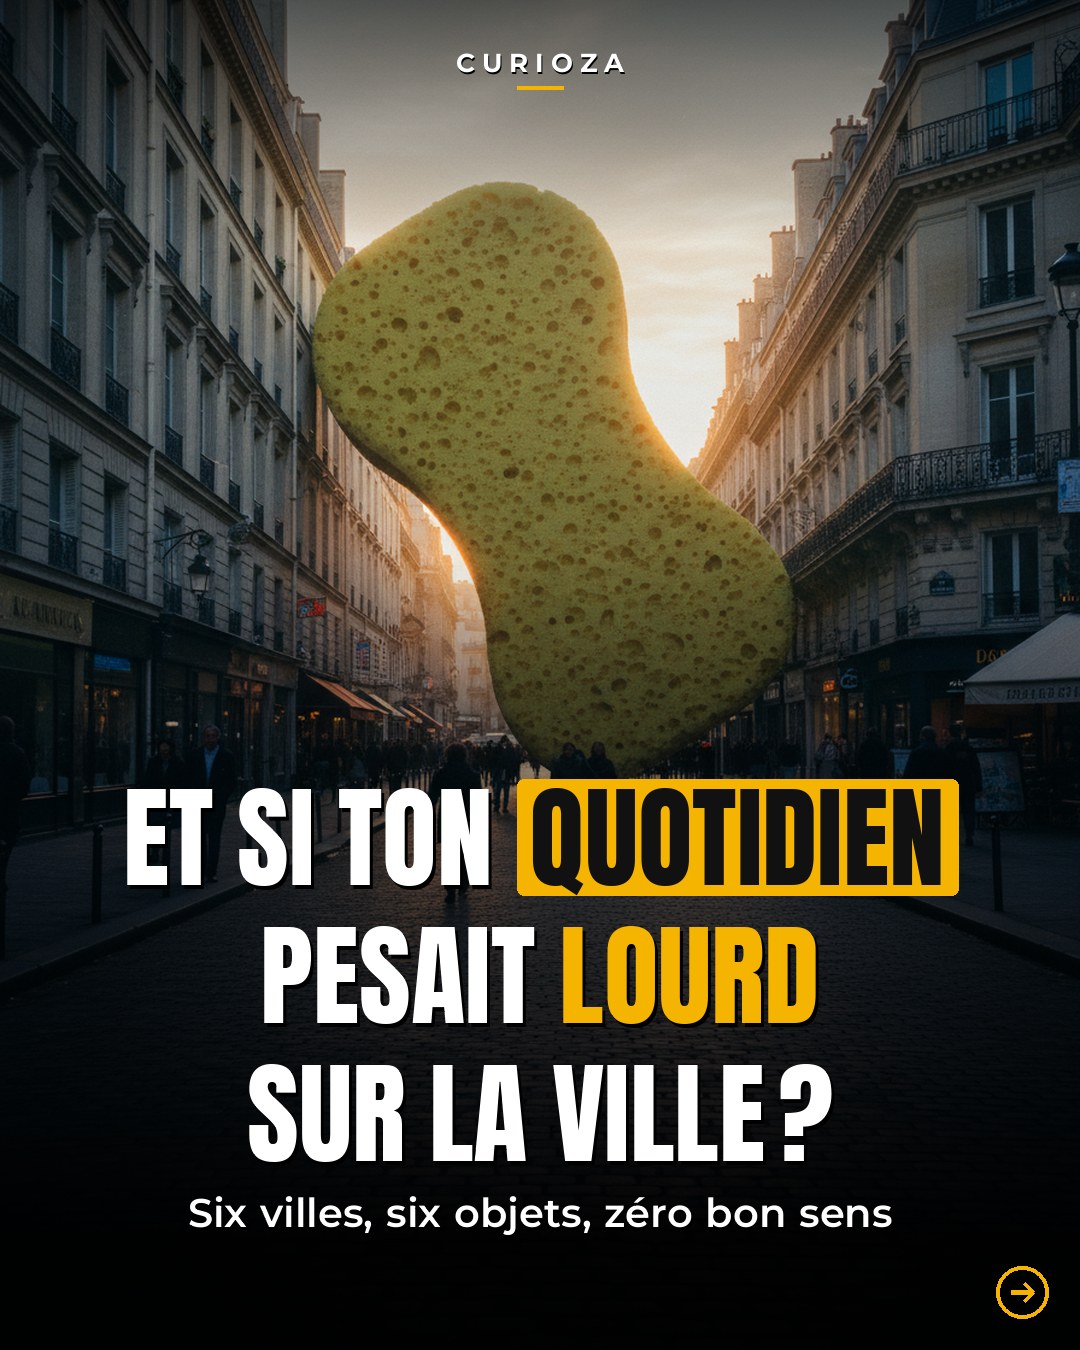 CURIOZA
ET SI TON QUOTIDIEN
PESAIT LOURD
SUR LA VILLE ?
Six villes, six objets, zéro bon sens